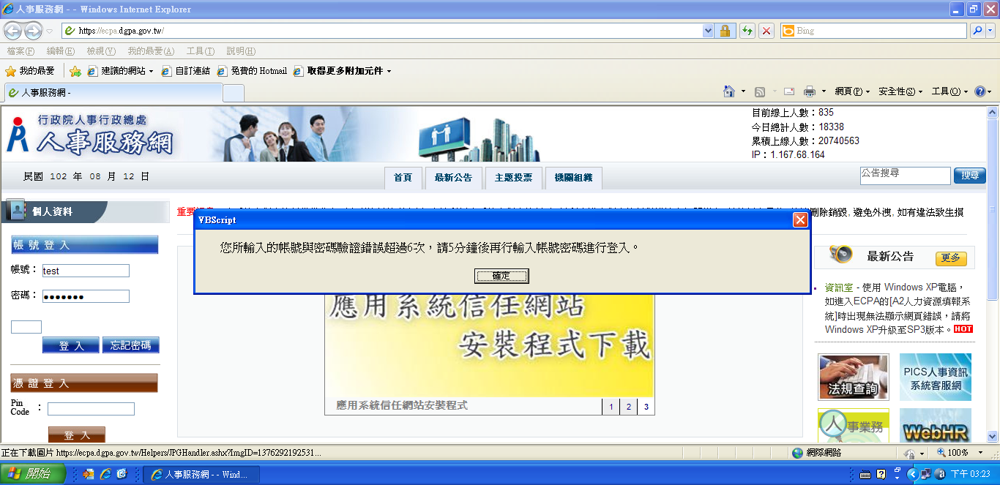 人事服務網 - - Windows Internet Explorer
https://ecpa.dgpa.gov.tw/
Bing
檔案(F) 編輯(E) 檢視(V) 我的最愛(A) 工具(T) 說明(H)
我的最愛 建議的網站 自訂連結 免費的 Hotmail 取得更多附加元件
人事服務網 -
網頁(P) 安全性(S) 工具(O)
行政院人事行政總處
人事服務網
目前線上人數：835
今日總計人數：18338
累積上線人數：20740563
IP：1.167.68.164
民國 102 年 08 月 12 日
首頁 最新公告 主題投票 機關組織
公告搜尋 搜尋
個人資料
重要
刪除銷毀, 避免外洩, 如有違法致生損
VBScript
您所輸入的帳號與密碼驗證錯誤超過6次，請5分鐘後再行輸入帳號密碼進行登入。
確定
帳號登入
帳號： test
密碼： ●●●●●●●
登入 忘記密碼
憑證登入
Pin Code ：
登入
應用系統信任網站
安裝程式下載
應用系統信任網站安裝程式 1 2 3
最新公告 更多
資訊室 - 使用 Windows XP電腦，
如進入ECPA的[A2人力資源填報系
統]時出現無法顯示網頁錯誤，請將
Windows XP升級至SP3版本。HOT
法規查詢
PICS人事資訊
系統客服網
人事業務
WebHR
正在下載圖片 https://ecpa.dgpa.gov.tw/Helpers/JPGHandler.ashx?ImgID=1376292192531...
網際網路 100%
開始 人事服務網 - - Wind... 下午 03:23